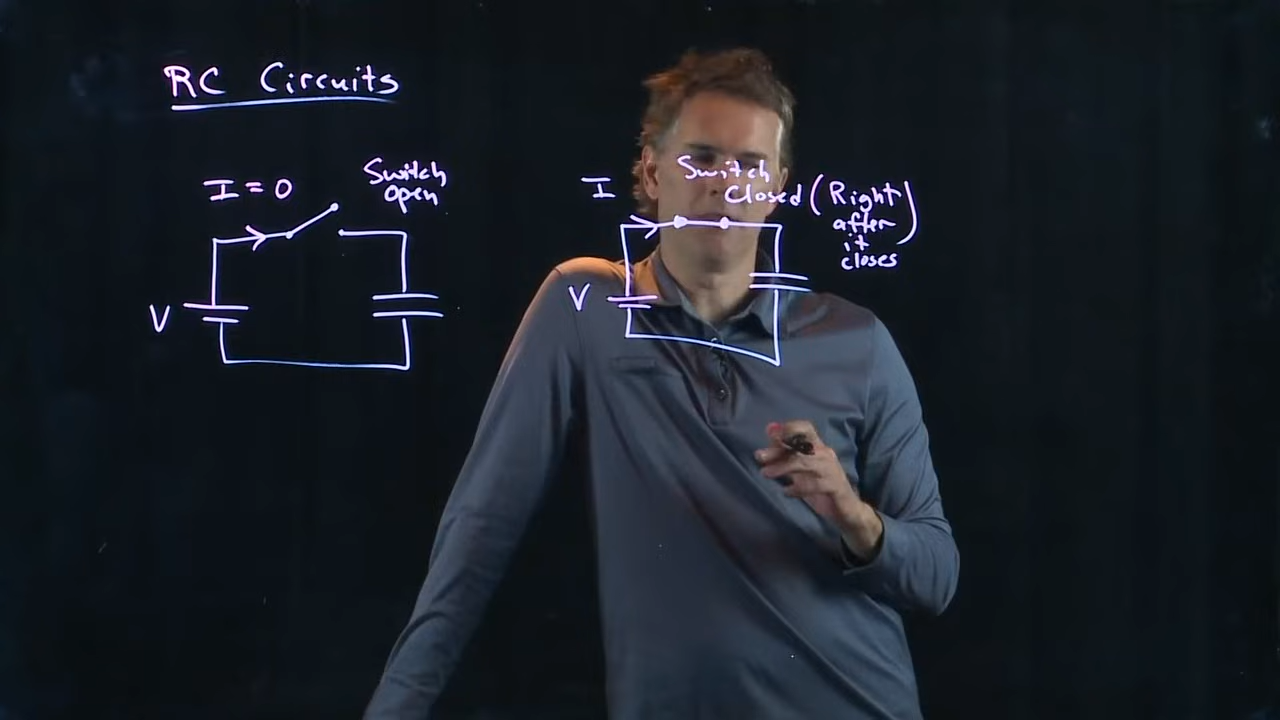 RC Circuits
I = 0
Switch
open
V
I
Switch
Closed (Right
after
it
closes)
V